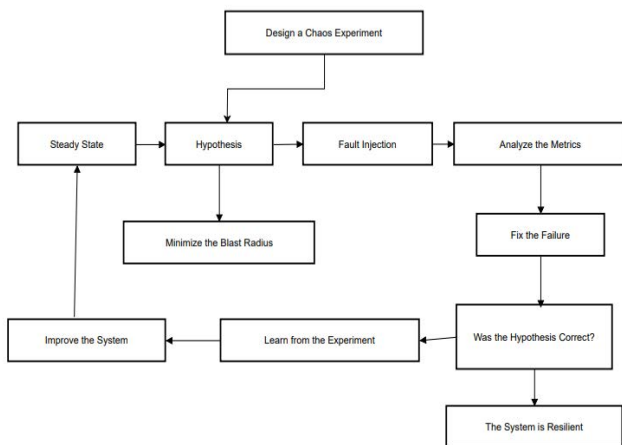 Design a Chaos Experiment
Steady State
Hypothesis
Fault Injection
Analyze the Metrics
Minimize the Blast Radius
Fix the Failure
Improve the System
Learn from the Experiment
Was the Hypothesis Correct?
The System is Resilient